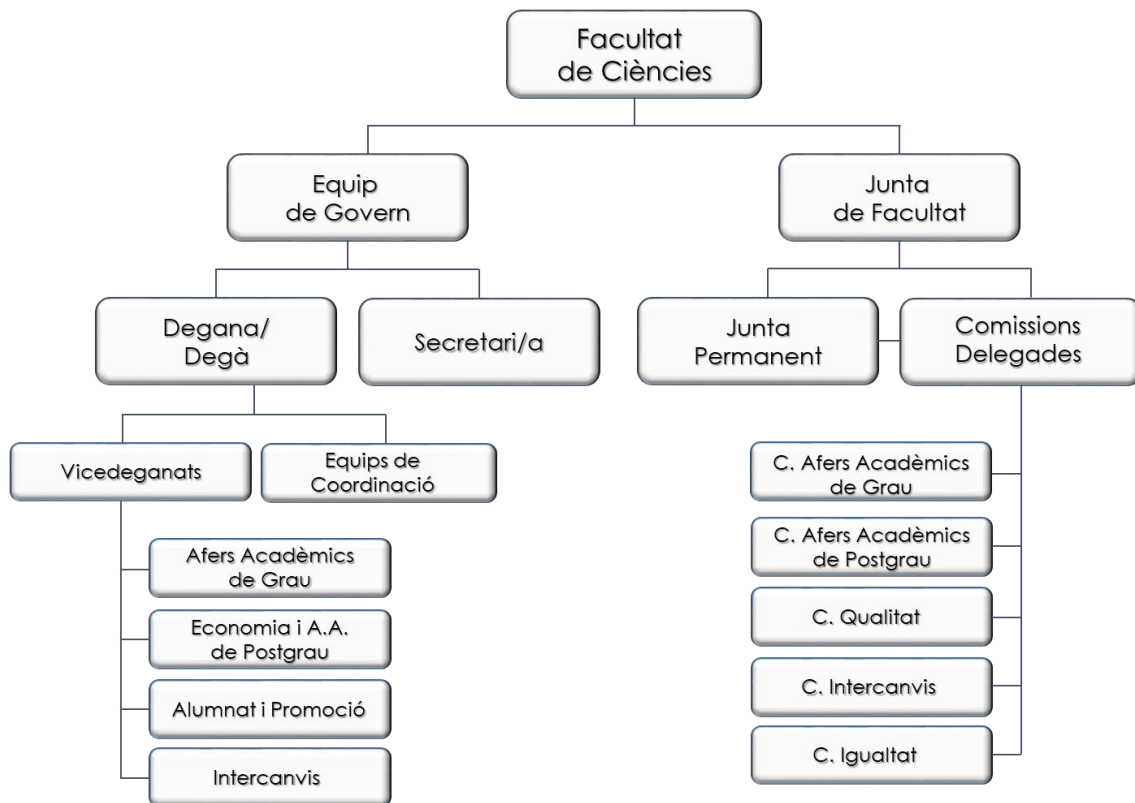 Facultat
de Ciències
Equip
de Govern
Junta
de Facultat
Degana/
Degà
Secretari/a
Junta
Permanent
Comissions
Delegades
Vicedeganats
Equips de
Coordinació
Afers Acadèmics
de Grau
Economia i A.A.
de Postgrau
Alumnat i Promoció
Intercanvis
C. Afers Acadèmics
de Grau
C. Afers Acadèmics
de Postgrau
C. Qualitat
C. Intercanvis
C. Igualtat